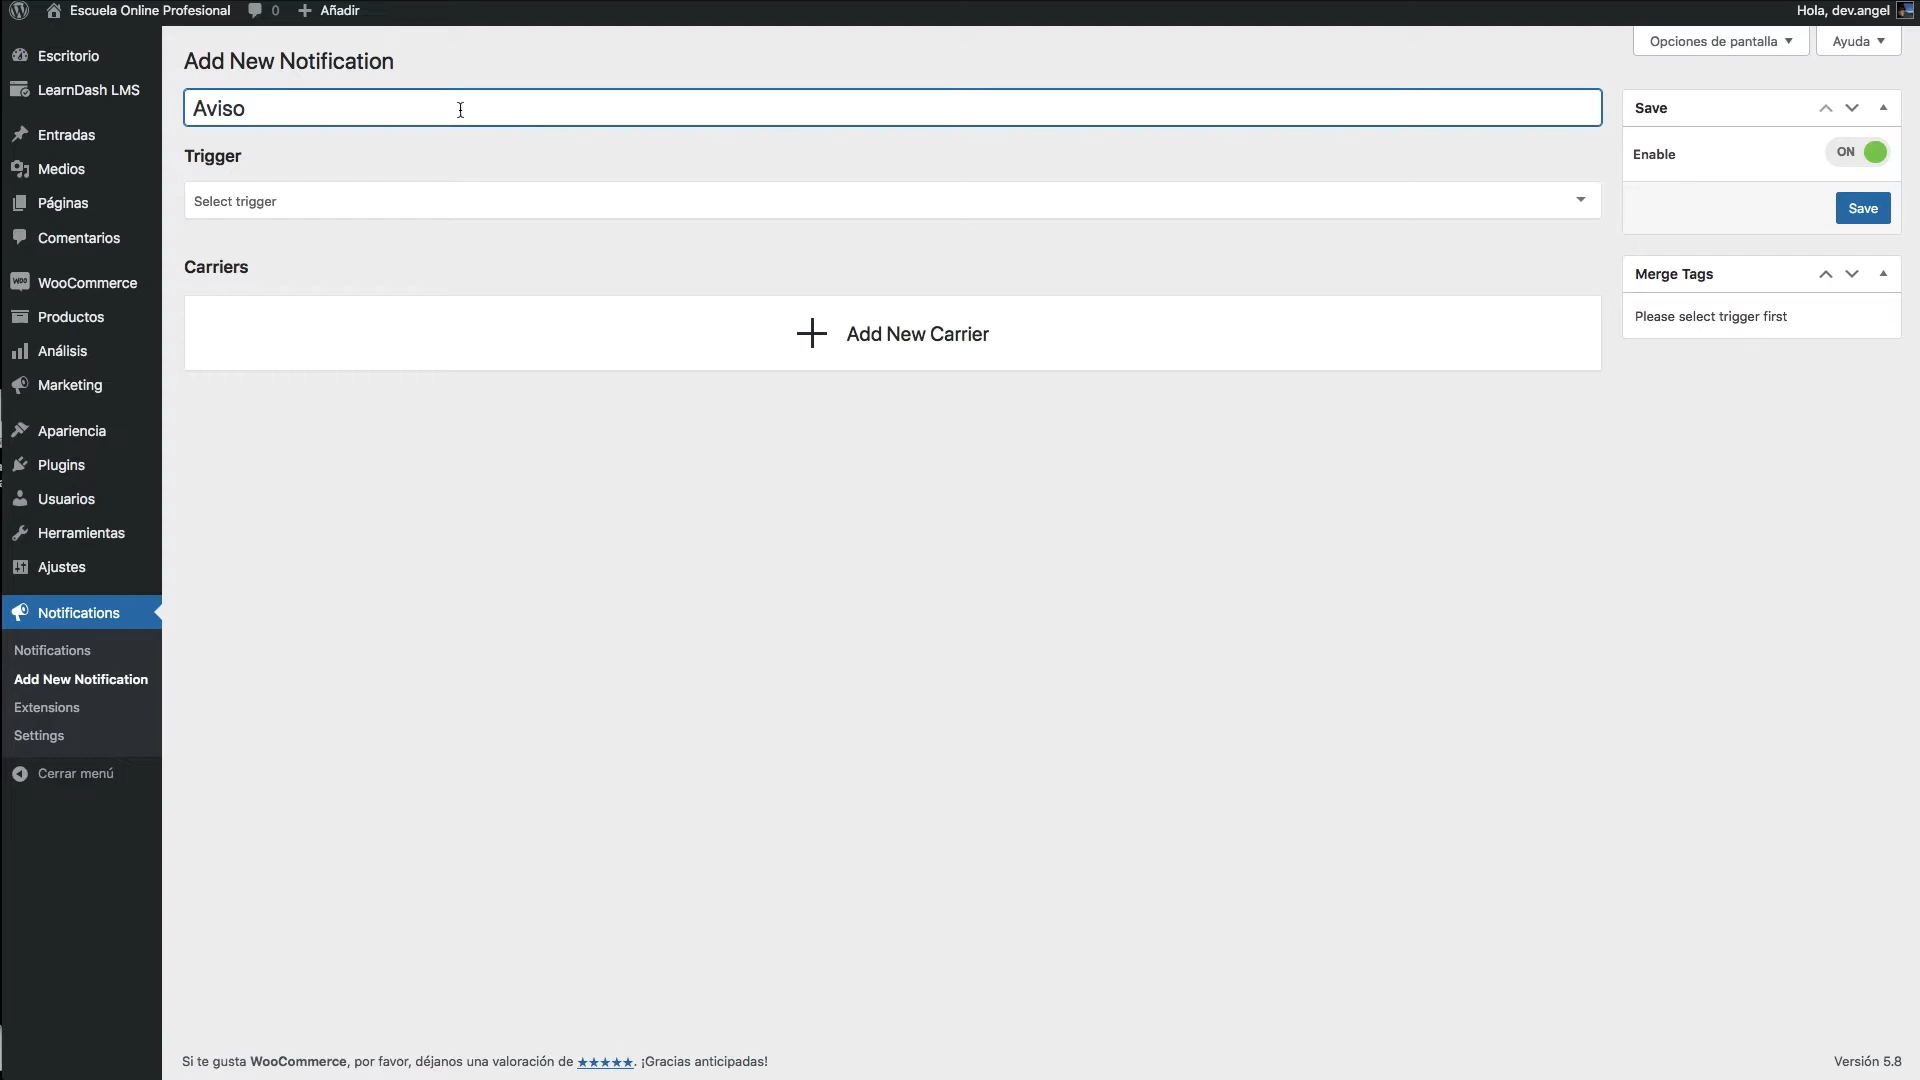 Escuela Online Profesional 0 Añadir Hola, dev.angel
Opciones de pantalla Ayuda
Escritorio
LearnDash LMS
Entradas
Medios
Páginas
Comentarios
WooCommerce
Productos
Análisis
Marketing
Apariencia
Plugins
Usuarios
Herramientas
Ajustes
Notifications
Notifications
Add New Notification
Extensions
Settings
Cerrar menú
Add New Notification
Aviso
Trigger
Select trigger
Carriers
Add New Carrier
Save
Enable ON
Save
Merge Tags
Please select trigger first
Si te gusta WooCommerce, por favor, déjanos una valoración de ★★★★★. ¡Gracias anticipadas! Versión 5.8